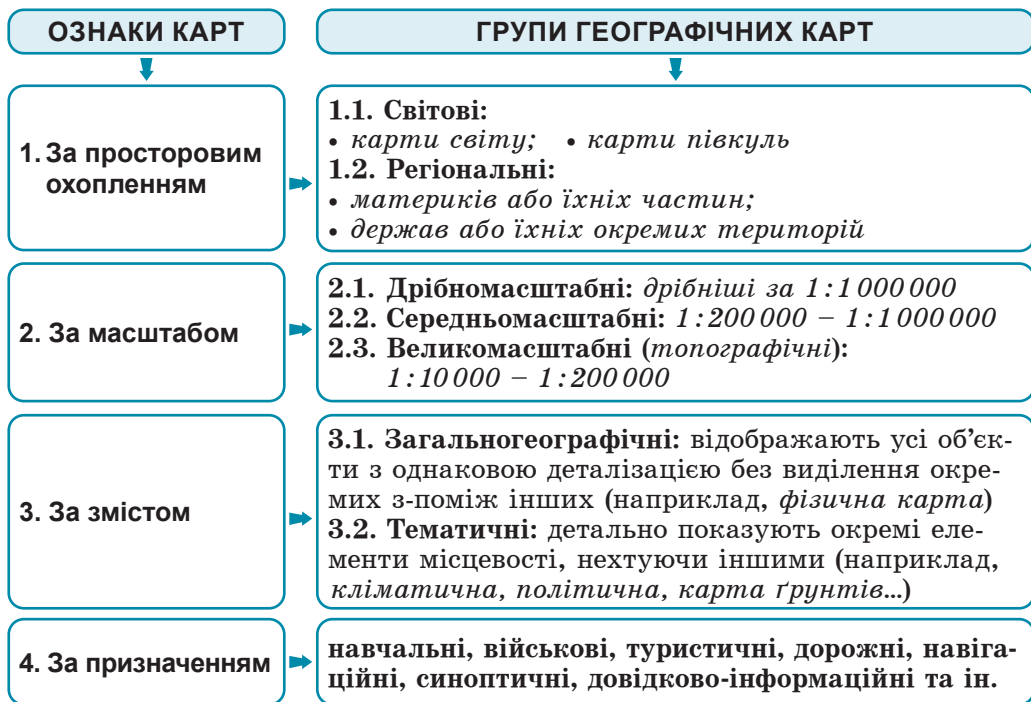 ОЗНАКИ КАРТ
ГРУПИ ГЕОГРАФІЧНИХ КАРТ
1. За просторовим
охопленням
1.1. Світові:
• карти світу; • карти півкуль
1.2. Регіональні:
• материків або їхніх частин;
• держав або їхніх окремих територій
2. За масштабом
2.1. Дрібномасштабні: дрібніші за 1:1 000 000
2.2. Середньомасштабні: 1:200 000 – 1:1 000 000
2.3. Великомасштабні (топографічні):
1:10 000 – 1:200 000
3. За змістом
3.1. Загальногеографічні: відображають усі об’єк-
ти з однаковою деталізацією без виділення окре-
мих з-поміж інших (наприклад, фізична карта)
3.2. Тематичні: детально показують окремі еле-
менти місцевості, нехтуючи іншими (наприклад,
кліматична, політична, карта ґрунтів...)
4. За призначенням
навчальні, військові, туристичні, дорожні, навіга-
ційні, синоптичні, довідково-інформаційні та ін.